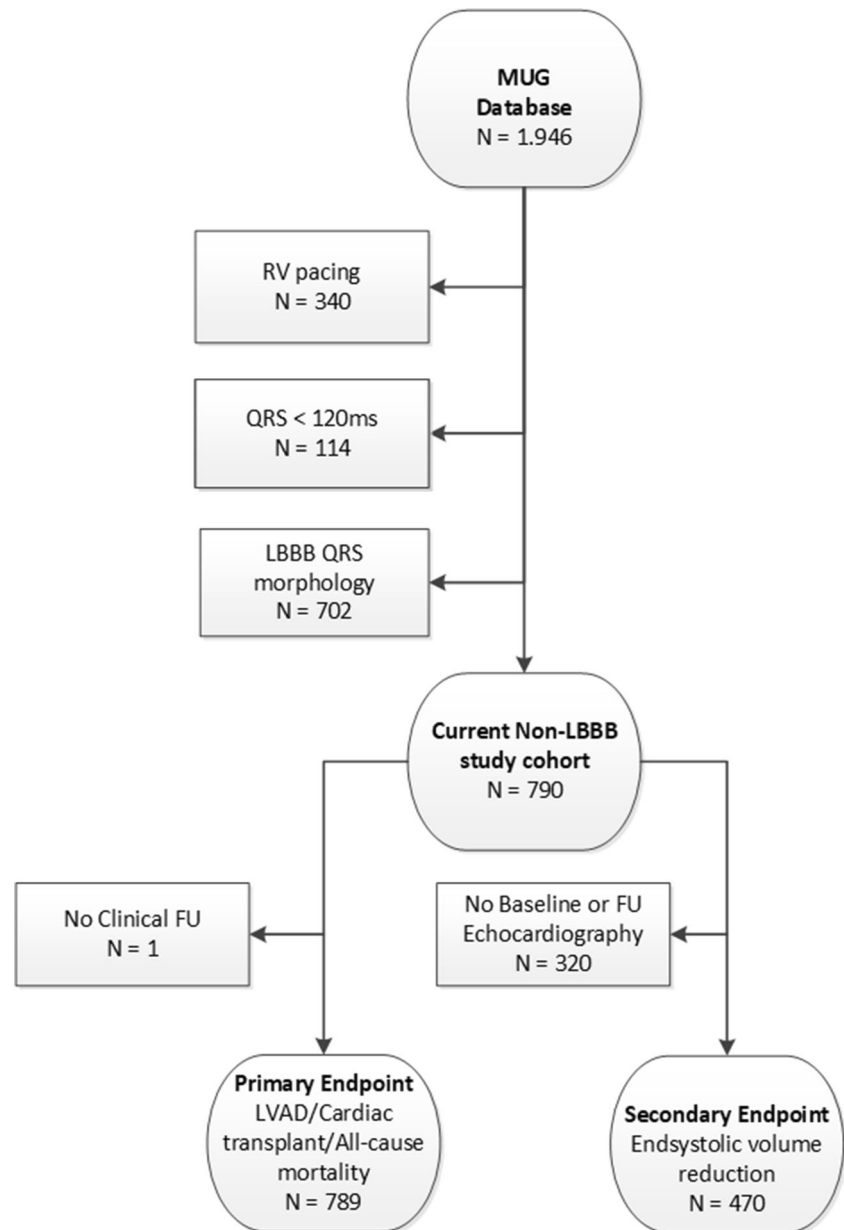 MUG
Database
N = 1.946
RV pacing
N = 340
QRS < 120ms
N = 114
LBBB QRS
morphology
N = 702
Current Non-LBBB
study cohort
N = 790
No Clinical FU
N = 1
No Baseline or FU
Echocardiography
N = 320
Primary Endpoint
LVAD/Cardiac
transplant/All-cause
mortality
N = 789
Secondary Endpoint
Endsystolic volume
reduction
N = 470